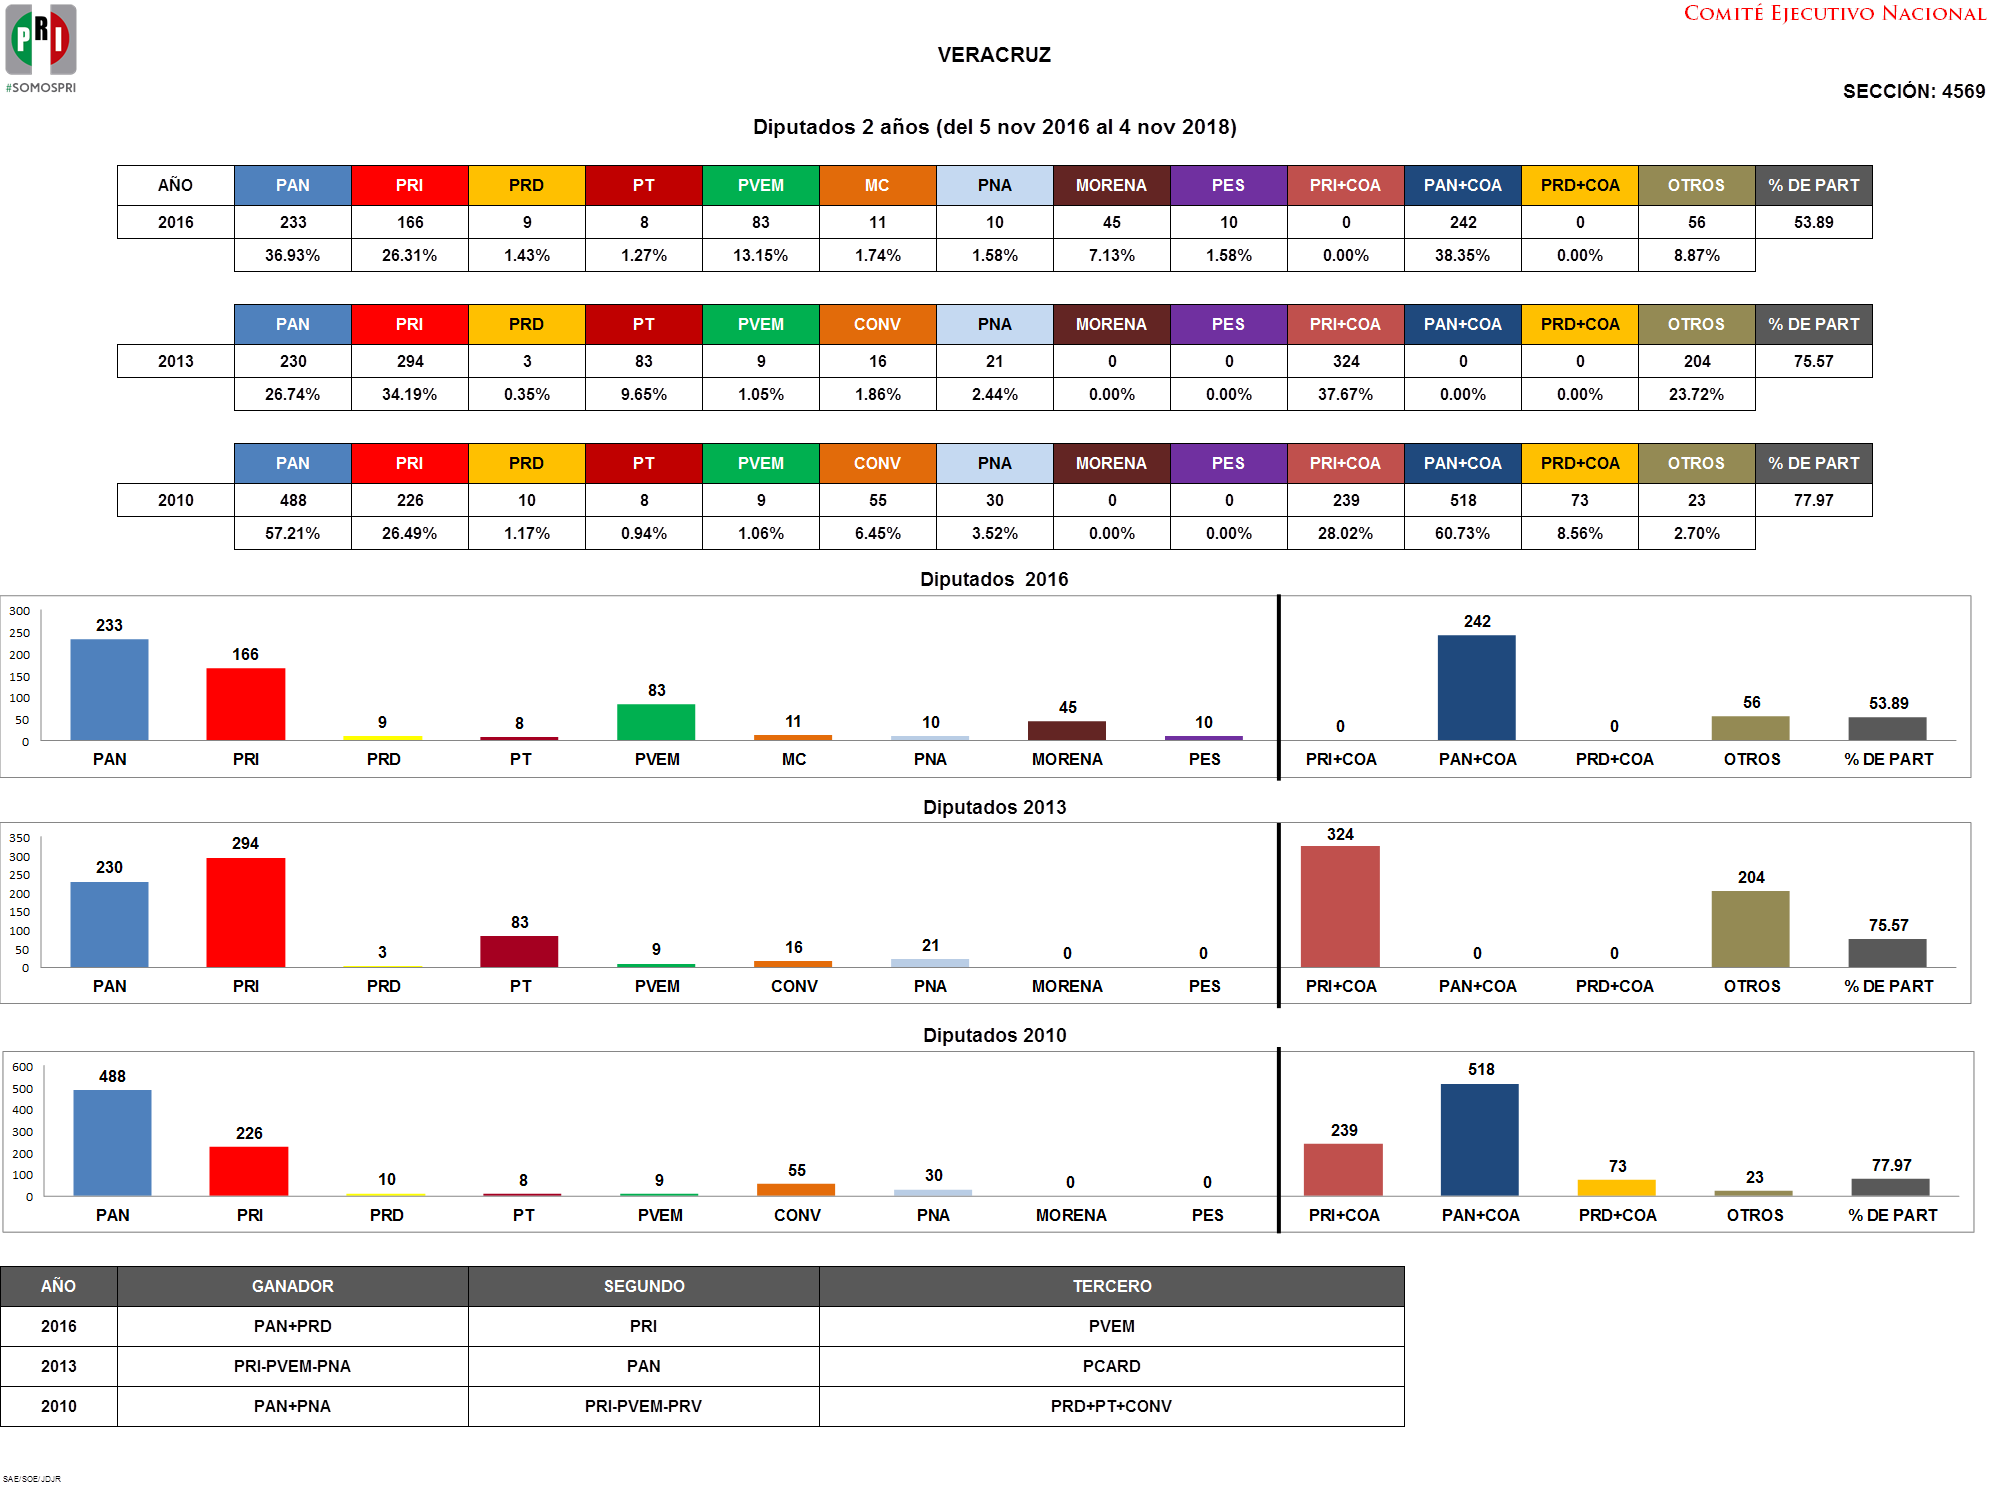 PRI
#SOMOSPRI
COMITÉ EJECUTIVO NACIONAL
VERACRUZ
SECCIÓN: 4569
Diputados 2 años (del 5 nov 2016 al 4 nov 2018)
AÑO PAN PRI PRD PT PVEM MC PNA MORENA PES PRI+COA PAN+COA PRD+COA OTROS % DE PART
2016 233 166 9 8 83 11 10 45 10 0 242 0 56 53.89
36.93% 26.31% 1.43% 1.27% 13.15% 1.74% 1.58% 7.13% 1.58% 0.00% 38.35% 0.00% 8.87%
PAN PRI PRD PT PVEM CONV PNA MORENA PES PRI+COA PAN+COA PRD+COA OTROS % DE PART
2013 230 294 3 83 9 16 21 0 0 324 0 0 204 75.57
26.74% 34.19% 0.35% 9.65% 1.05% 1.86% 2.44% 0.00% 0.00% 37.67% 0.00% 0.00% 23.72%
PAN PRI PRD PT PVEM CONV PNA MORENA PES PRI+COA PAN+COA PRD+COA OTROS % DE PART
2010 488 226 10 8 9 55 30 0 0 239 518 73 23 77.97
57.21% 26.49% 1.17% 0.94% 1.06% 6.45% 3.52% 0.00% 0.00% 28.02% 60.73% 8.56% 2.70%
Diputados 2016
300
250
200
150
100
50
0
233 166 9 8 83 11 10 45 10 0 242 0 56 53.89
PAN PRI PRD PT PVEM MC PNA MORENA PES PRI+COA PAN+COA PRD+COA OTROS % DE PART
Diputados 2013
350
300
250
200
150
100
50
0
230 294 3 83 9 16 21 0 0 324 0 0 204 75.57
PAN PRI PRD PT PVEM CONV PNA MORENA PES PRI+COA PAN+COA PRD+COA OTROS % DE PART
Diputados 2010
600
500
400
300
200
100
0
488 226 10 8 9 55 30 0 0 239 518 73 23 77.97
PAN PRI PRD PT PVEM CONV PNA MORENA PES PRI+COA PAN+COA PRD+COA OTROS % DE PART
AÑO GANADOR SEGUNDO TERCERO
2016 PAN+PRD PRI PVEM
2013 PRI-PVEM-PNA PAN PCARD
2010 PAN+PNA PRI-PVEM-PRV PRD+PT+CONV
SAE/SOE/JDJR